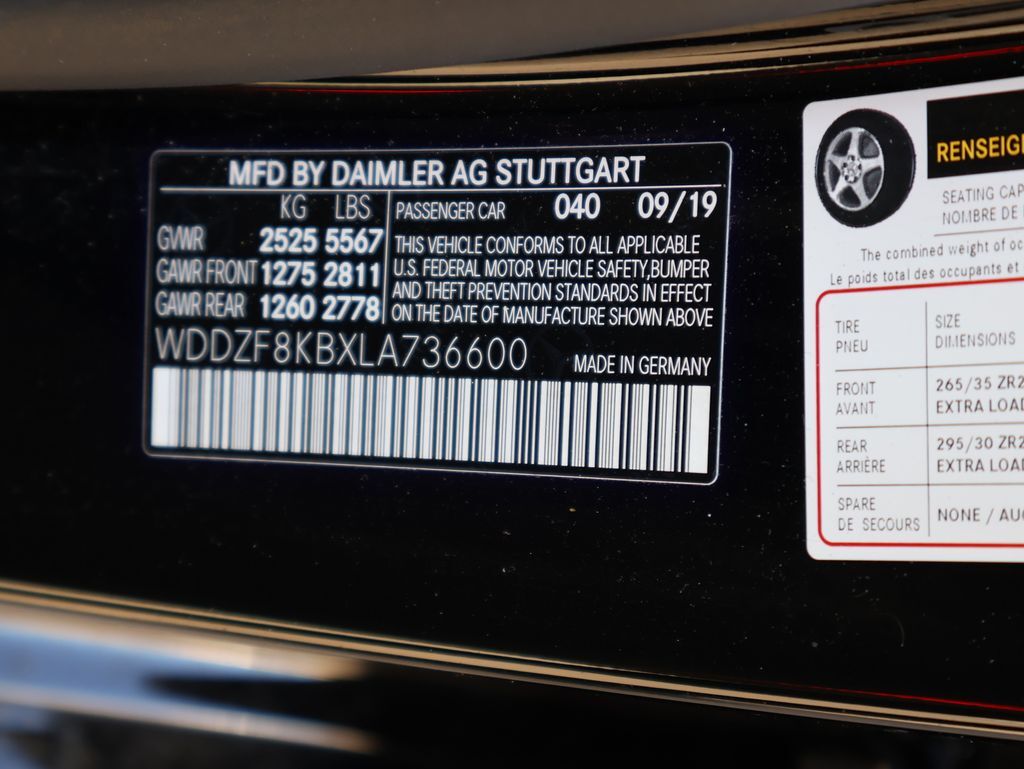 MFD BY DAIMLER AG STUTTGART
KG LBS
GVWR 2525 5567
GAWR FRONT 1275 2811
GAWR REAR 1260 2778
PASSENGER CAR 040 09/19
THIS VEHICLE CONFORMS TO ALL APPLICABLE
U.S. FEDERAL MOTOR VEHICLE SAFETY,BUMPER
AND THEFT PREVENTION STANDARDS IN EFFECT
ON THE DATE OF MANUFACTURE SHOWN ABOVE
WDDZF8KBXLA736600
MADE IN GERMANY
RENSEIG
SEATING CAP
NOMBRE DE
The combined weight of oc
Le poids total des occupants et
TIRE SIZE
PNEU DIMENSIONS
FRONT 265/35 ZR2
AVANT EXTRA LOAD
REAR 295/30 ZR2
ARRIÈRE EXTRA LOAD
SPARE
DE SECOURS NONE / AU